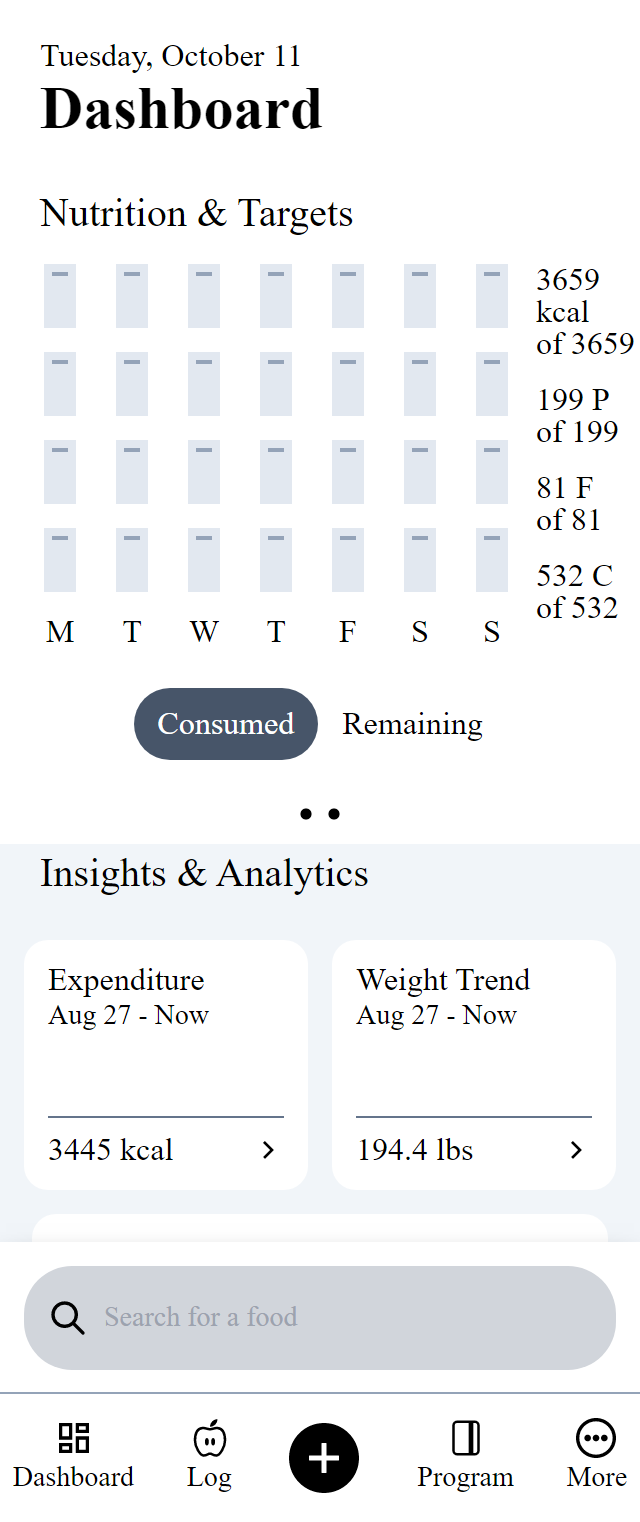 Tuesday, October 11
Dashboard
Nutrition & Targets
3659
kcal
of 3659
199 P
of 199
81 F
of 81
532 C
of 532
M T W T F S S
Consumed Remaining
Insights & Analytics
Expenditure
Aug 27 - Now
3445 kcal
Weight Trend
Aug 27 - Now
194.4 lbs
Search for a food
Dashboard Log Program More